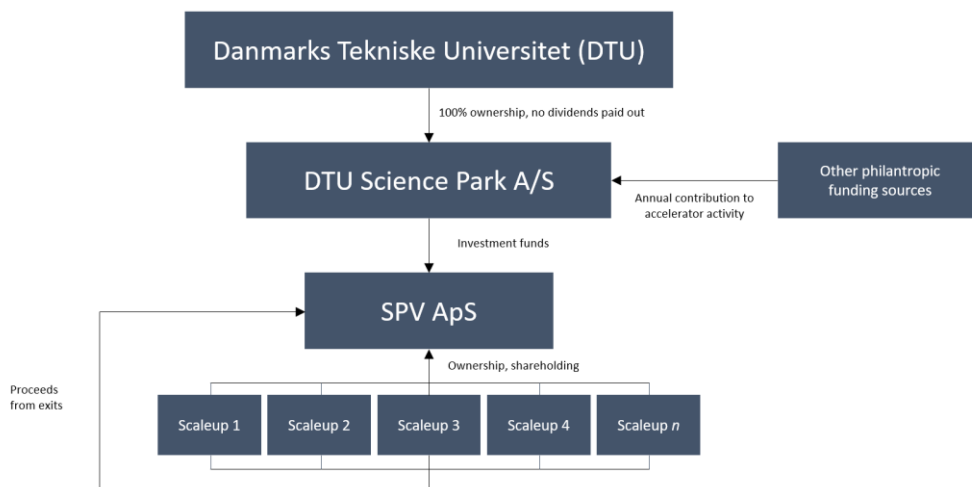 Danmarks Tekniske Universitet (DTU)
100% ownership, no dividends paid out
DTU Science Park A/S
Other philantropic
funding sources
Annual contribution to
accelerator activity
Investment funds
SPV ApS
Ownership, shareholding
Proceeds
from exits
Scaleup 1
Scaleup 2
Scaleup 3
Scaleup 4
Scaleup n